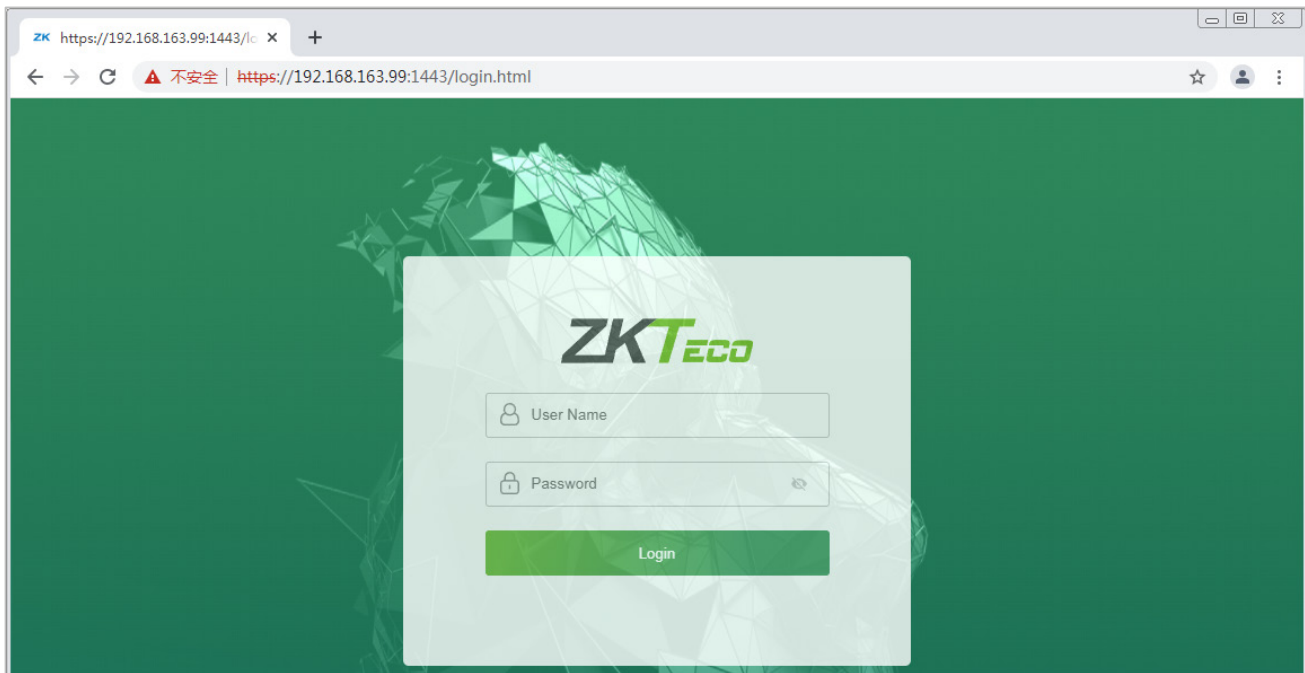 ZK https://192.168.163.99:1443/lo
不安全 | https://192.168.163.99:1443/login.html
ZKTECO
User Name
Password
Login